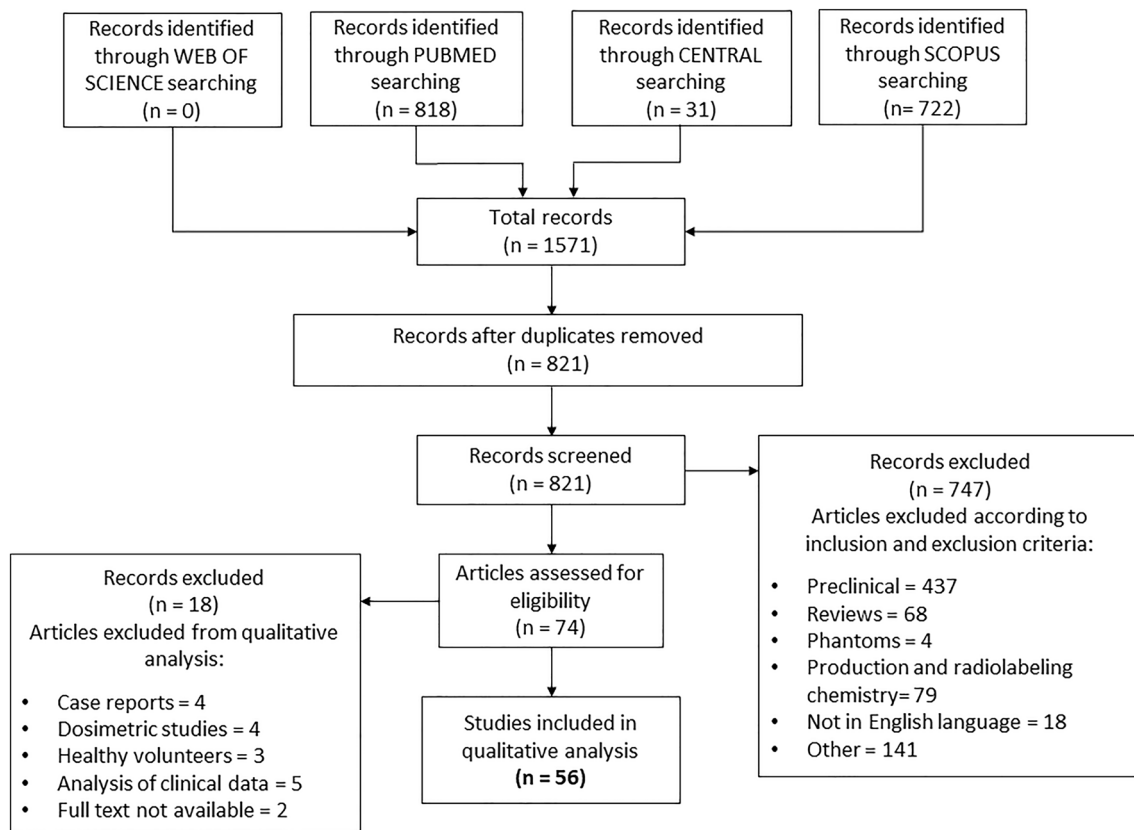 Records identified
through WEB OF
SCIENCE searching
(n = 0)
Records identified
through PUBMED
searching
(n = 818)
Records identified
through CENTRAL
searching
(n = 31)
Records identified
through SCOPUS
searching
(n= 722)
Total records
(n = 1571)
Records after duplicates removed
(n = 821)
Records screened
(n = 821)
Records excluded
(n = 747)
Articles excluded according to
inclusion and exclusion criteria:
• Preclinical = 437
• Reviews = 68
• Phantoms = 4
• Production and radiolabeling
chemistry= 79
• Not in English language = 18
• Other = 141
Articles assessed for
eligibility
(n = 74)
Records excluded
(n = 18)
Articles excluded from qualitative
analysis:
• Case reports = 4
• Dosimetric studies = 4
• Healthy volunteers = 3
• Analysis of clinical data = 5
• Full text not available = 2
Studies included in
qualitative analysis
(n = 56)